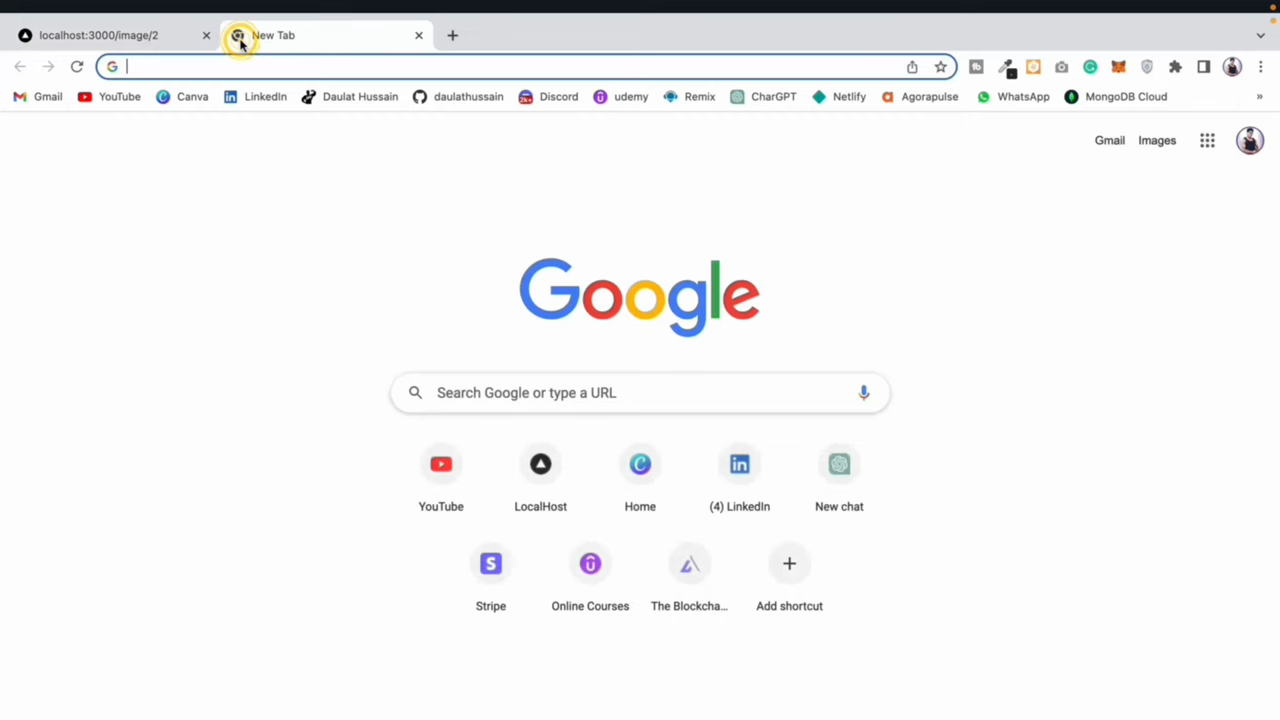 localhost:3000/image/2
New Tab
Gmail YouTube Canva LinkedIn Daulat Hussain daulathussain Discord udemy Remix CharGPT Netlify Agorapulse WhatsApp MongoDB Cloud »
Gmail Images
Google
Search Google or type a URL
YouTube LocalHost Home (4) LinkedIn New chat
Stripe Online Courses The Blockcha... Add shortcut